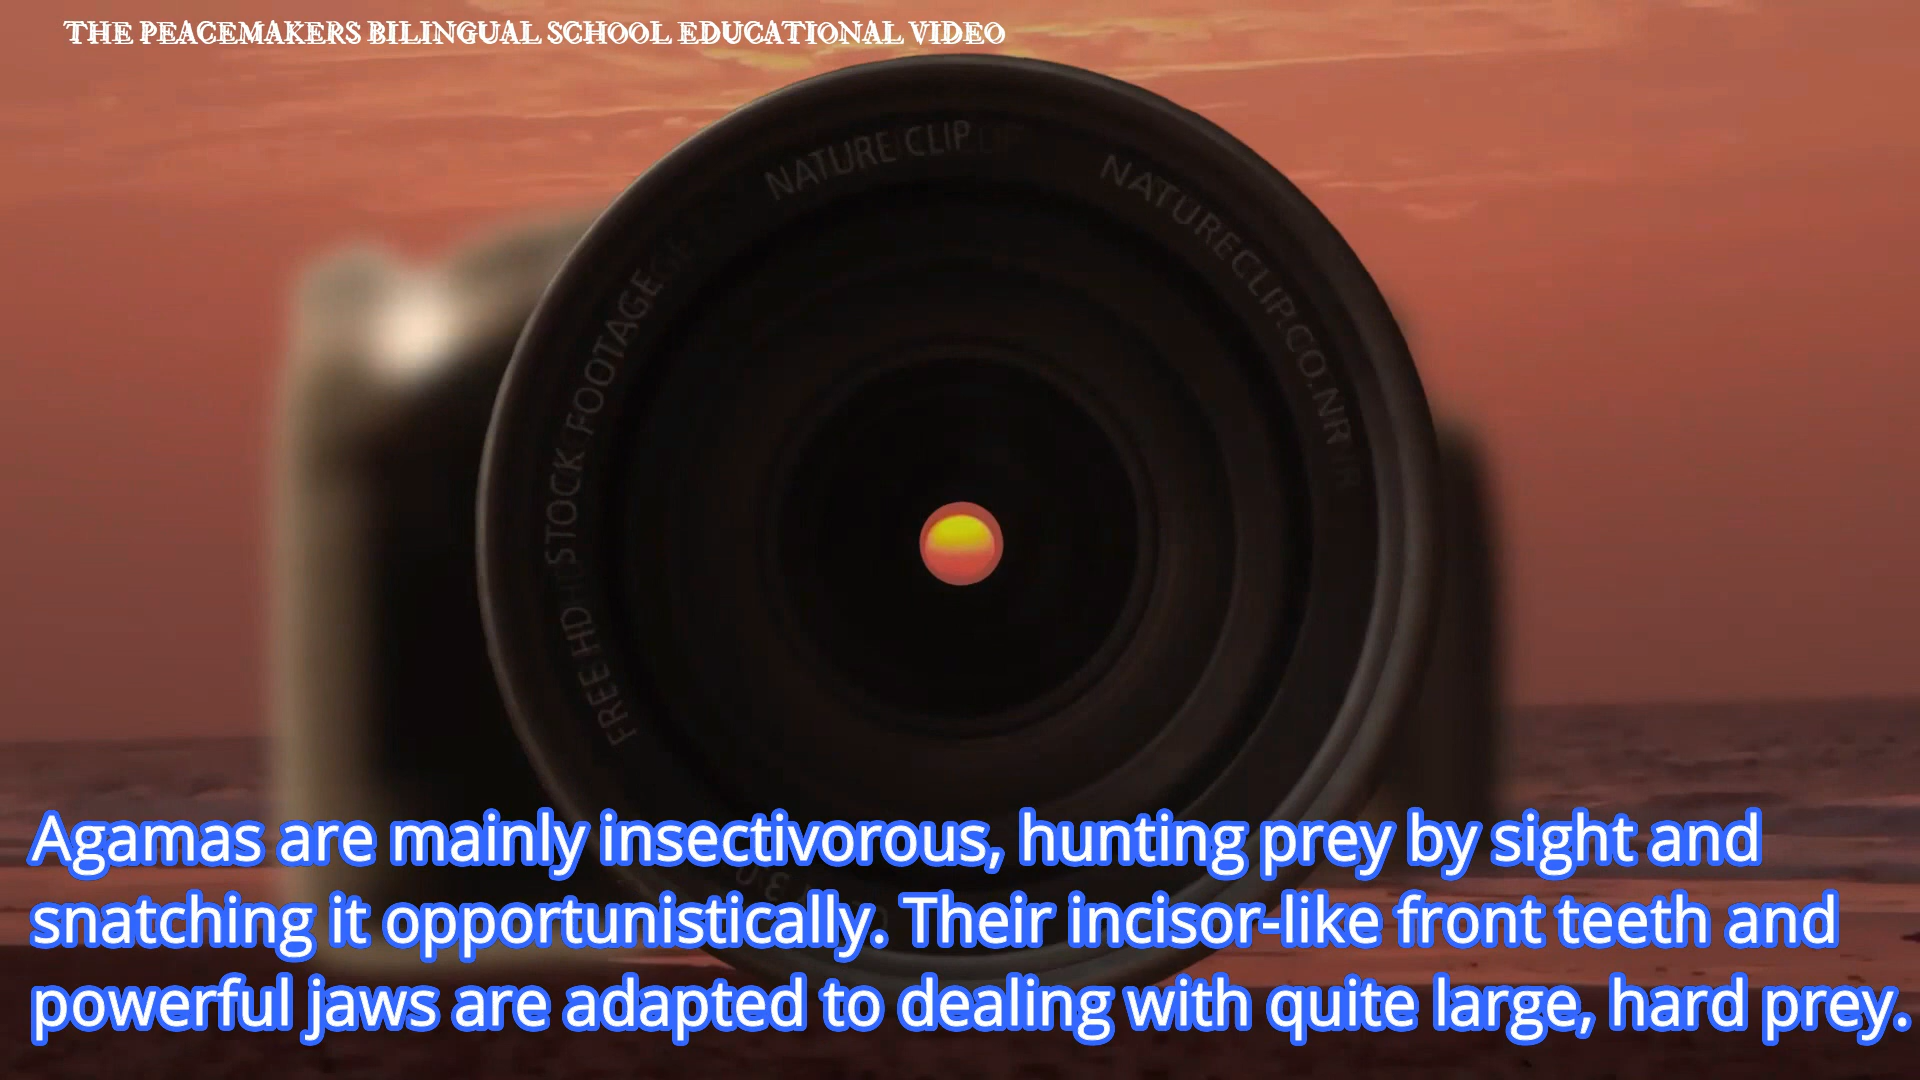 THE PEACEMAKERS BILINGUAL SCHOOL EDUCATIONAL VIDEO
NATURE CLIP
NATURECLIP.CO.NR
FREE HD STOCK FOOTAGE
Agamas are mainly insectivorous, hunting prey by sight and
snatching it opportunistically. Their incisor-like front teeth and
powerful jaws are adapted to dealing with quite large, hard prey.